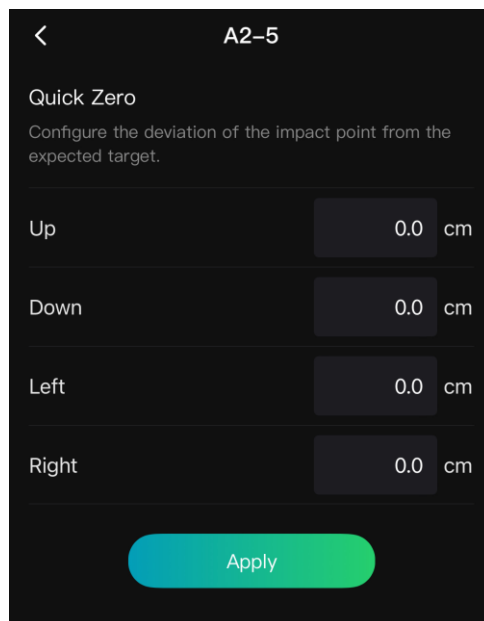 A2-5
Quick Zero
Configure the deviation of the impact point from the
expected target.
Up 0.0 cm
Down 0.0 cm
Left 0.0 cm
Right 0.0 cm
Apply